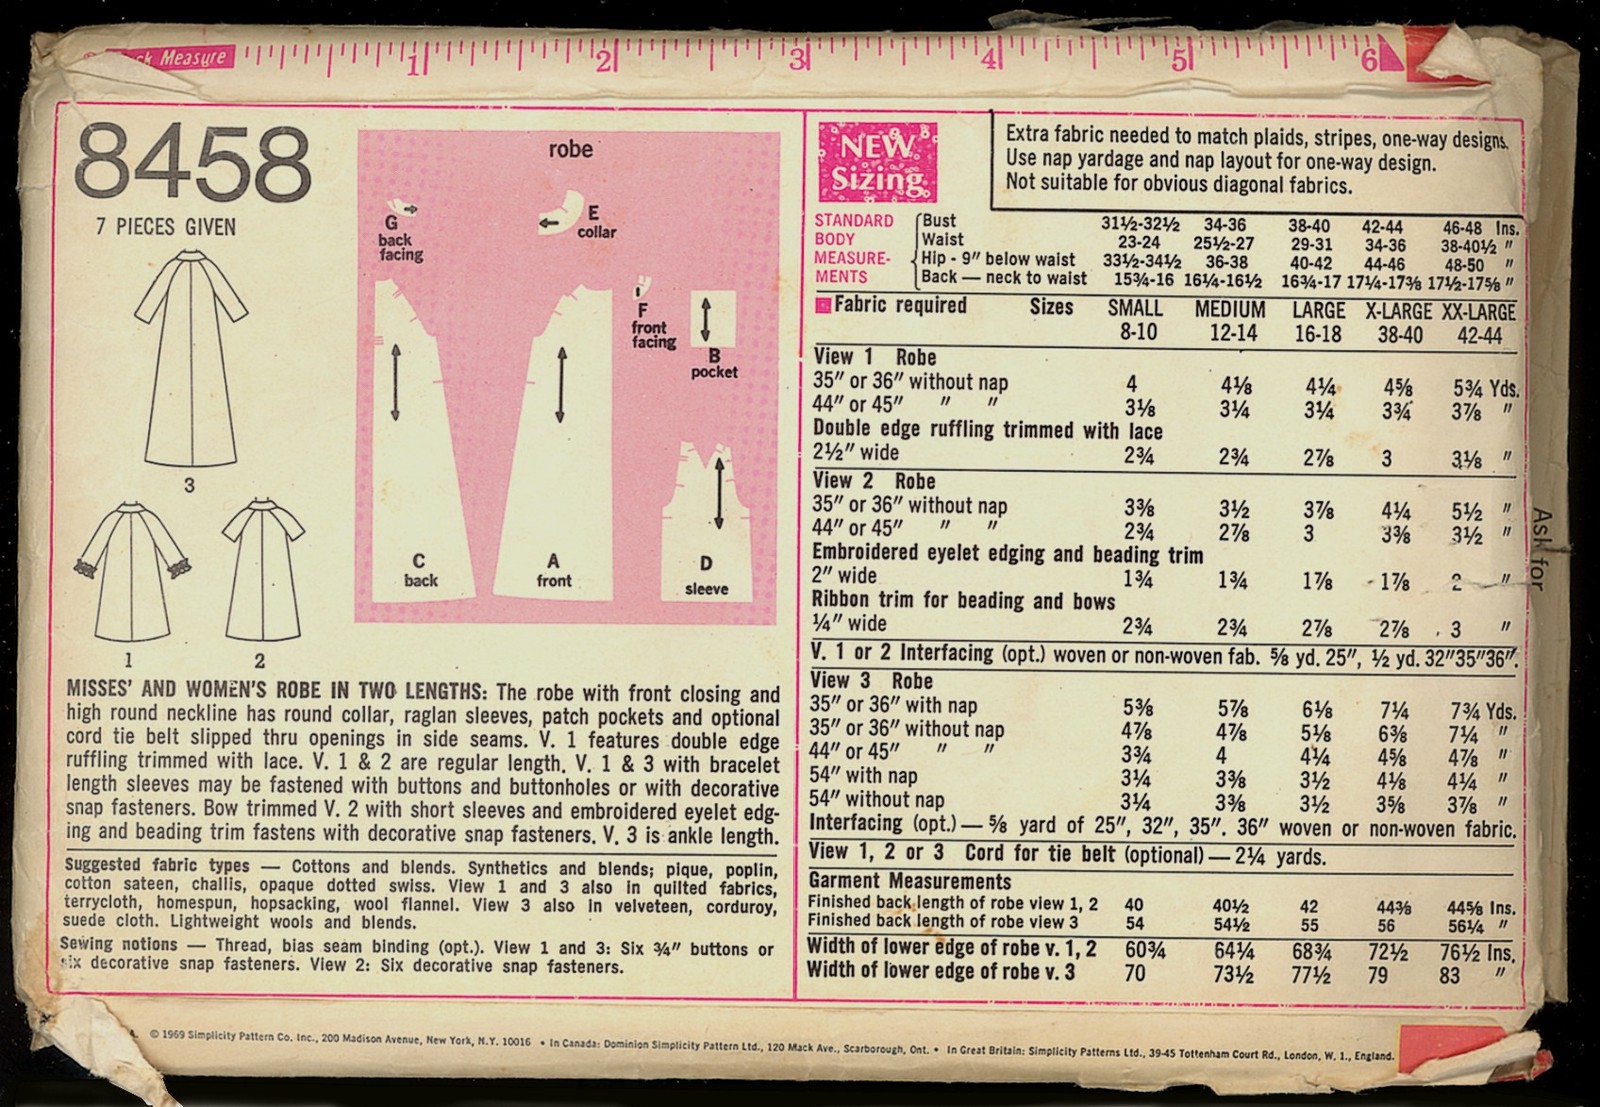 ck Measure 1 2 3 4 5 6
8458
7 PIECES GIVEN
3
1 2
robe
G
back
facing
E
collar
F
front
facing
B
pocket
C
back
A
front
D
sleeve
MISSES' AND WOMEN'S ROBE IN TWO LENGTHS: The robe with front closing and
high round neckline has round collar, raglan sleeves, patch pockets and optional
cord tie belt slipped thru openings in side seams. V. 1 features double edge
ruffling trimmed with lace. V. 1 & 2 are regular length. V. 1 & 3 with bracelet
length sleeves may be fastened with buttons and buttonholes or with decorative
snap fasteners. Bow trimmed V. 2 with short sleeves and embroidered eyelet edg-
ing and beading trim fastens with decorative snap fasteners. V. 3 is ankle length.
Suggested fabric types — Cottons and blends. Synthetics and blends; pique, poplin,
cotton sateen, challis, opaque dotted swiss. View 1 and 3 also in quilted fabrics,
terrycloth, homespun, hopsacking, wool flannel. View 3 also in velveteen, corduroy,
suede cloth. Lightweight wools and blends.
Sewing notions — Thread, bias seam binding (opt.). View 1 and 3: Six ¾" buttons or
six decorative snap fasteners. View 2: Six decorative snap fasteners.
NEW
Sizing
Extra fabric needed to match plaids, stripes, one-way designs.
Use nap yardage and nap layout for one-way design.
Not suitable for obvious diagonal fabrics.
STANDARD BODY MEASURE-MENTS
Bust 31½-32½ 34-36 38-40 42-44 46-48 Ins.
Waist 23-24 25½-27 29-31 34-36 38-40½ "
Hip - 9" below waist 33½-34½ 36-38 40-42 44-46 48-50 "
Back — neck to waist 15¾-16 16¼-16½ 16¾-17 17¼-17⅜ 17½-17⅝ "
Fabric required Sizes SMALL MEDIUM LARGE X-LARGE XX-LARGE
8-10 12-14 16-18 38-40 42-44
View 1 Robe
35" or 36" without nap 4 4⅛ 4¼ 4⅝ 5¾ Yds.
44" or 45" " " 3⅛ 3¼ 3¼ 3¾ 3⅞ "
Double edge ruffling trimmed with lace
2½" wide 2¾ 2¾ 2⅞ 3 3⅛ "
View 2 Robe
35" or 36" without nap 3⅜ 3½ 3⅞ 4¼ 5½ "
44" or 45" " " 2¾ 2⅞ 3 3⅜ 3½ "
Embroidered eyelet edging and beading trim
2" wide 1¾ 1¾ 1⅞ 1⅞ 2 "
Ribbon trim for beading and bows
¼" wide 2¾ 2¾ 2⅞ 2⅞ 3 "
V. 1 or 2 Interfacing (opt.) woven or non-woven fab. ⅝ yd. 25", ½ yd. 32"35"36".
View 3 Robe
35" or 36" with nap 5⅜ 5⅞ 6⅛ 7¼ 7¾ Yds.
35" or 36" without nap 4⅞ 4⅞ 5⅛ 6⅜ 7¼ "
44" or 45" " " 3¾ 4 4¼ 4⅝ 4⅞ "
54" with nap 3¼ 3⅜ 3½ 4⅛ 4¼ "
54" without nap 3¼ 3⅜ 3½ 3⅝ 3⅞ "
Interfacing (opt.) — ⅝ yard of 25", 32", 35". 36" woven or non-woven fabric.
View 1, 2 or 3 Cord for tie belt (optional) — 2¼ yards.
Garment Measurements
Finished back length of robe view 1, 2 40 40½ 42 44⅜ 44⅝ Ins.
Finished back length of robe view 3 54 54½ 55 56 56¼ "
Width of lower edge of robe v. 1, 2 60¾ 64¼ 68¾ 72½ 76½ Ins.
Width of lower edge of robe v. 3 70 73½ 77½ 79 83 "
Ask for
© 1969 Simplicity Pattern Co. Inc., 200 Madison Avenue, New York, N.Y. 10016 • In Canada: Dominion Simplicity Pattern Ltd., 120 Mack Ave., Scarborough, Ont. • In Great Britain: Simplicity Patterns Ltd., 39-45 Tottenham Court Rd., London, W. 1., England.